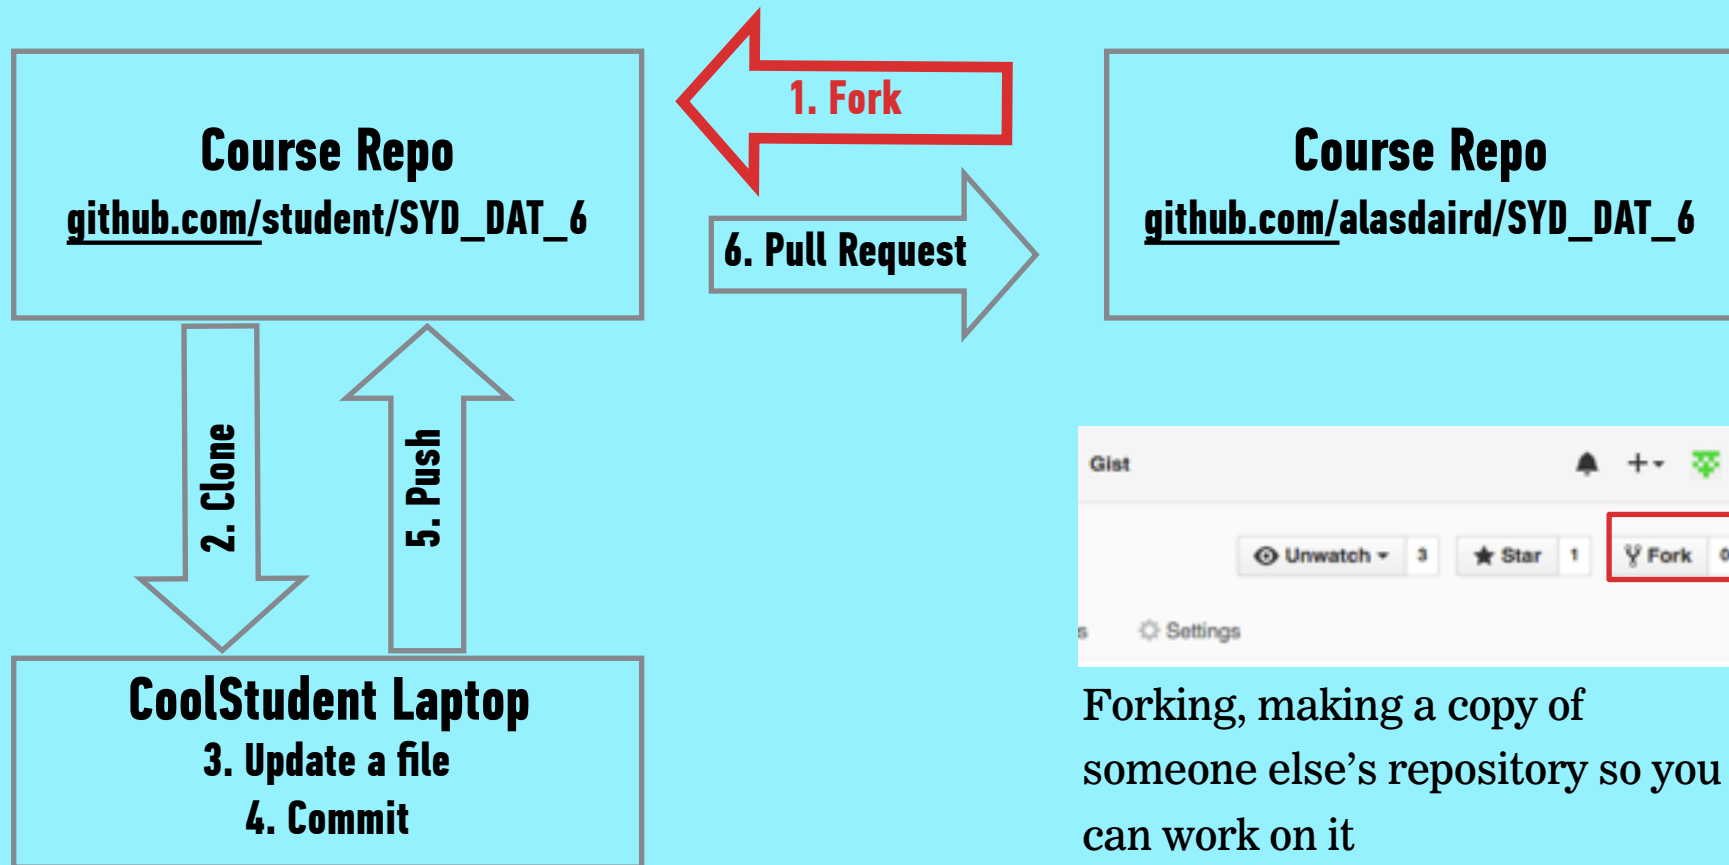 Course Repo
github.com/student/SYD_DAT_6
1. Fork
6. Pull Request
Course Repo
github.com/alasdaird/SYD_DAT_6
2. Clone
5. Push
CoolStudent Laptop
3. Update a file
4. Commit
Gist
Unwatch 3 Star 1 Fork 0
s Settings
Forking, making a copy of
someone else’s repository so you
can work on it